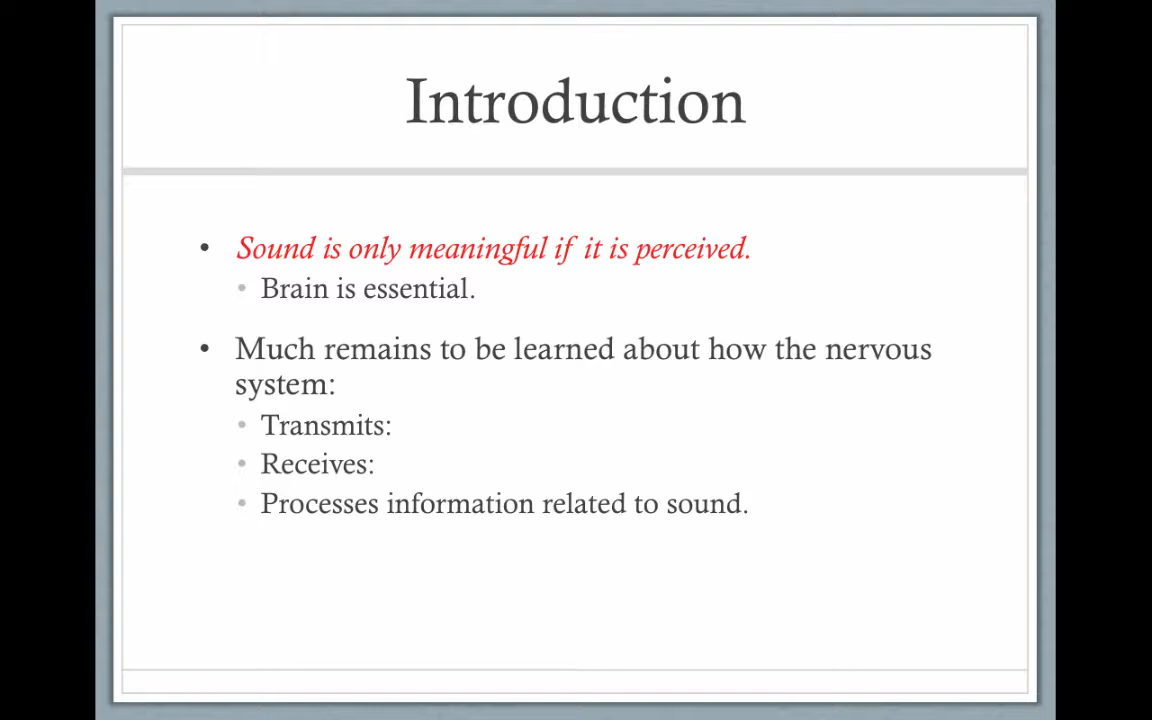 Introduction
• Sound is only meaningful if it is perceived.
• Brain is essential.
• Much remains to be learned about how the nervous
system:
• Transmits:
• Receives:
• Processes information related to sound.